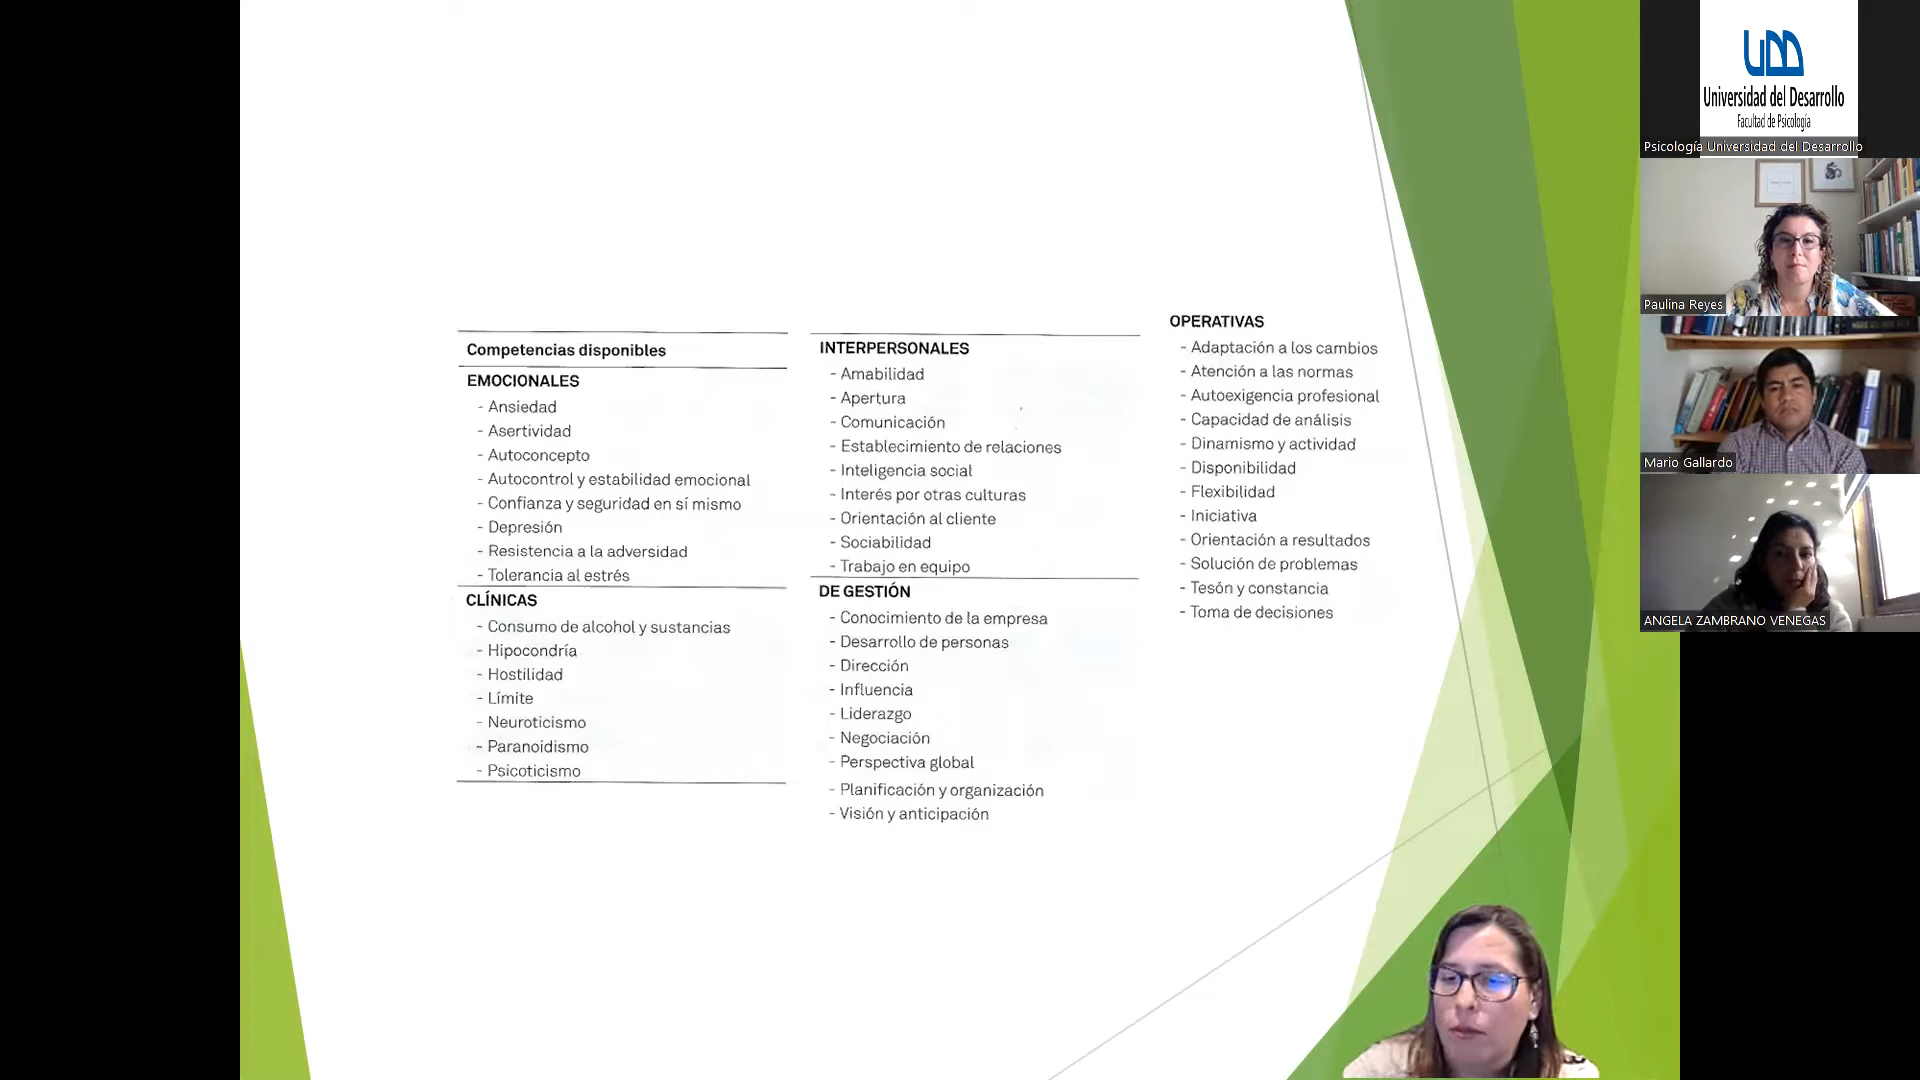 Competencias disponibles
EMOCIONALES
- Ansiedad
- Asertividad
- Autoconcepto
- Autocontrol y estabilidad emocional
- Confianza y seguridad en sí mismo
- Depresión
- Resistencia a la adversidad
- Tolerancia al estrés
CLÍNICAS
- Consumo de alcohol y sustancias
- Hipocondría
- Hostilidad
- Límite
- Neuroticismo
- Paranoidismo
- Psicoticismo
INTERPERSONALES
- Amabilidad
- Apertura
- Comunicación
- Establecimiento de relaciones
- Inteligencia social
- Interés por otras culturas
- Orientación al cliente
- Sociabilidad
- Trabajo en equipo
DE GESTIÓN
- Conocimiento de la empresa
- Desarrollo de personas
- Dirección
- Influencia
- Liderazgo
- Negociación
- Perspectiva global
- Planificación y organización
- Visión y anticipación
OPERATIVAS
- Adaptación a los cambios
- Atención a las normas
- Autoexigencia profesional
- Capacidad de análisis
- Dinamismo y actividad
- Disponibilidad
- Flexibilidad
- Iniciativa
- Orientación a resultados
- Solución de problemas
- Tesón y constancia
- Toma de decisiones
Universidad del Desarrollo
Facultad de Psicología
Psicología Universidad del Desarrollo
Paulina Reyes
Mario Gallardo
ANGELA ZAMBRANO VENEGAS